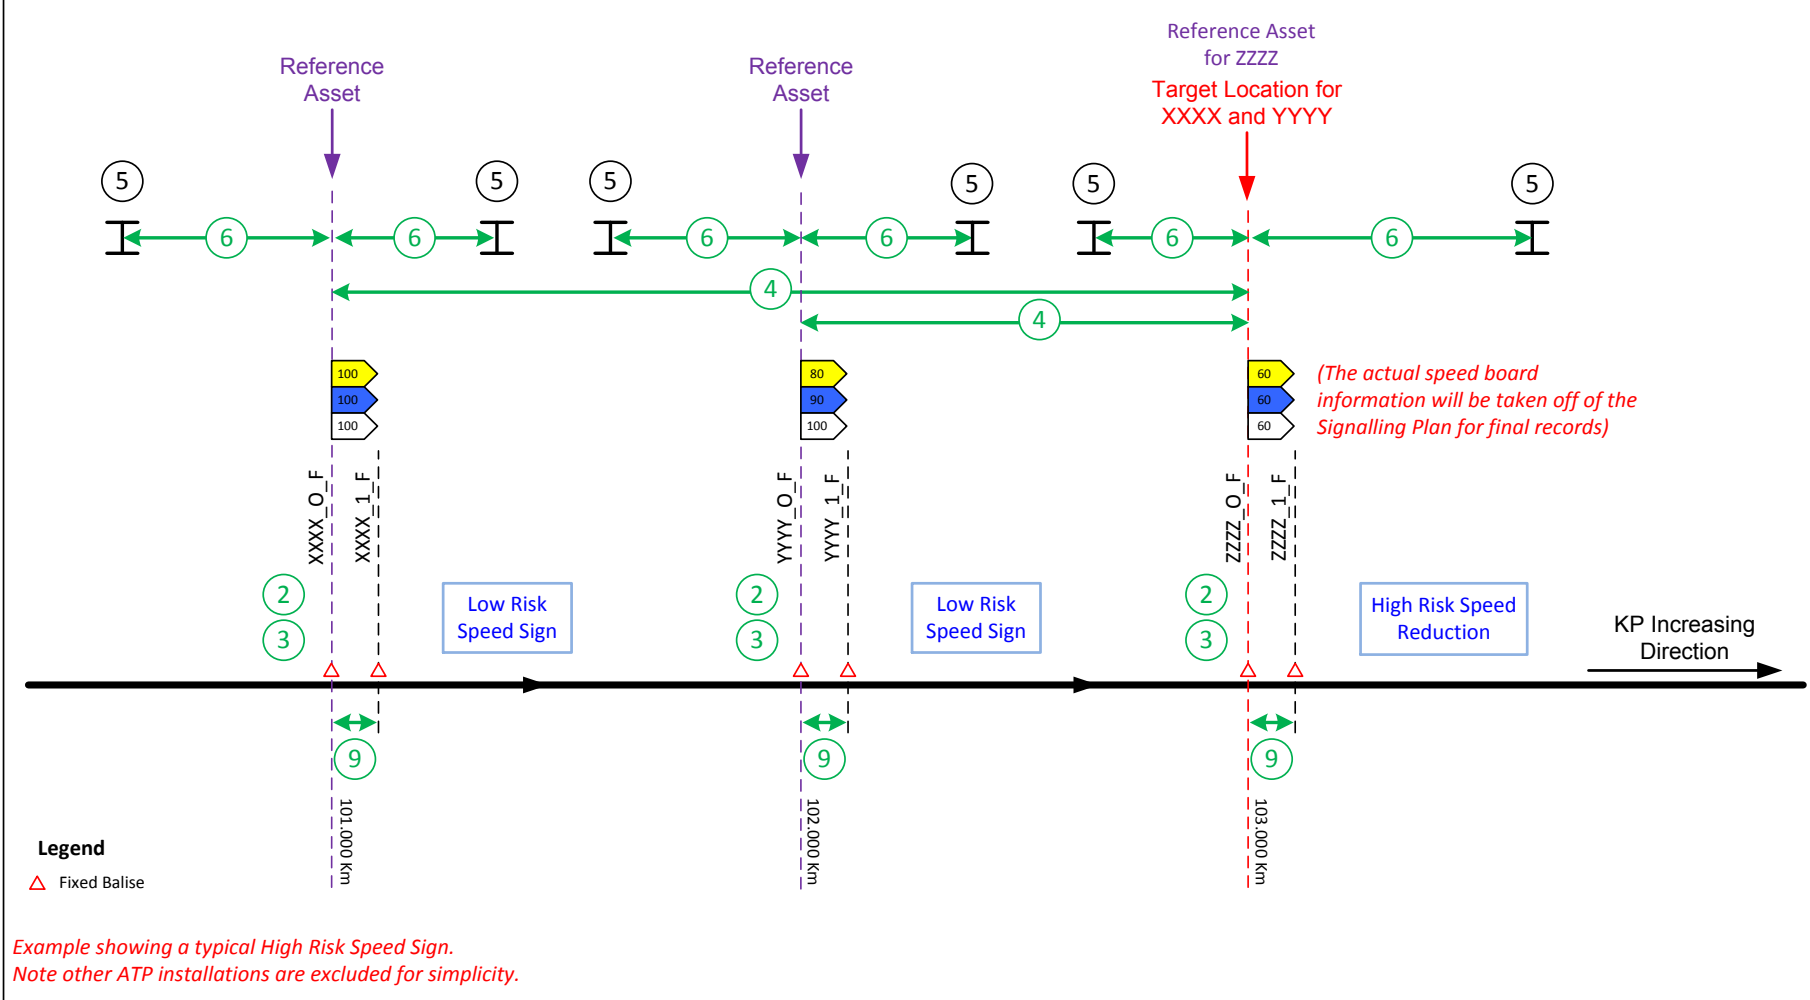 Reference Asset
for ZZZZ
Reference
Asset
Reference
Asset
Target Location for
XXXX and YYYY
5
5
5
5
5
5
6
6
6
6
6
6
4
4
100
100
100
80
90
100
60
60
60
(The actual speed board
information will be taken off of the
Signalling Plan for final records)
XXXX_O_F
XXXX_1_F
YYYY_O_F
YYYY_1_F
ZZZZ_O_F
ZZZZ_1_F
2
3
Low Risk
Speed Sign
2
3
Low Risk
Speed Sign
2
3
High Risk Speed
Reduction
KP Increasing
Direction
9
9
9
101.000 Km
102.000 Km
103.000 Km
Legend
Fixed Balise
Example showing a typical High Risk Speed Sign.
Note other ATP installations are excluded for simplicity.